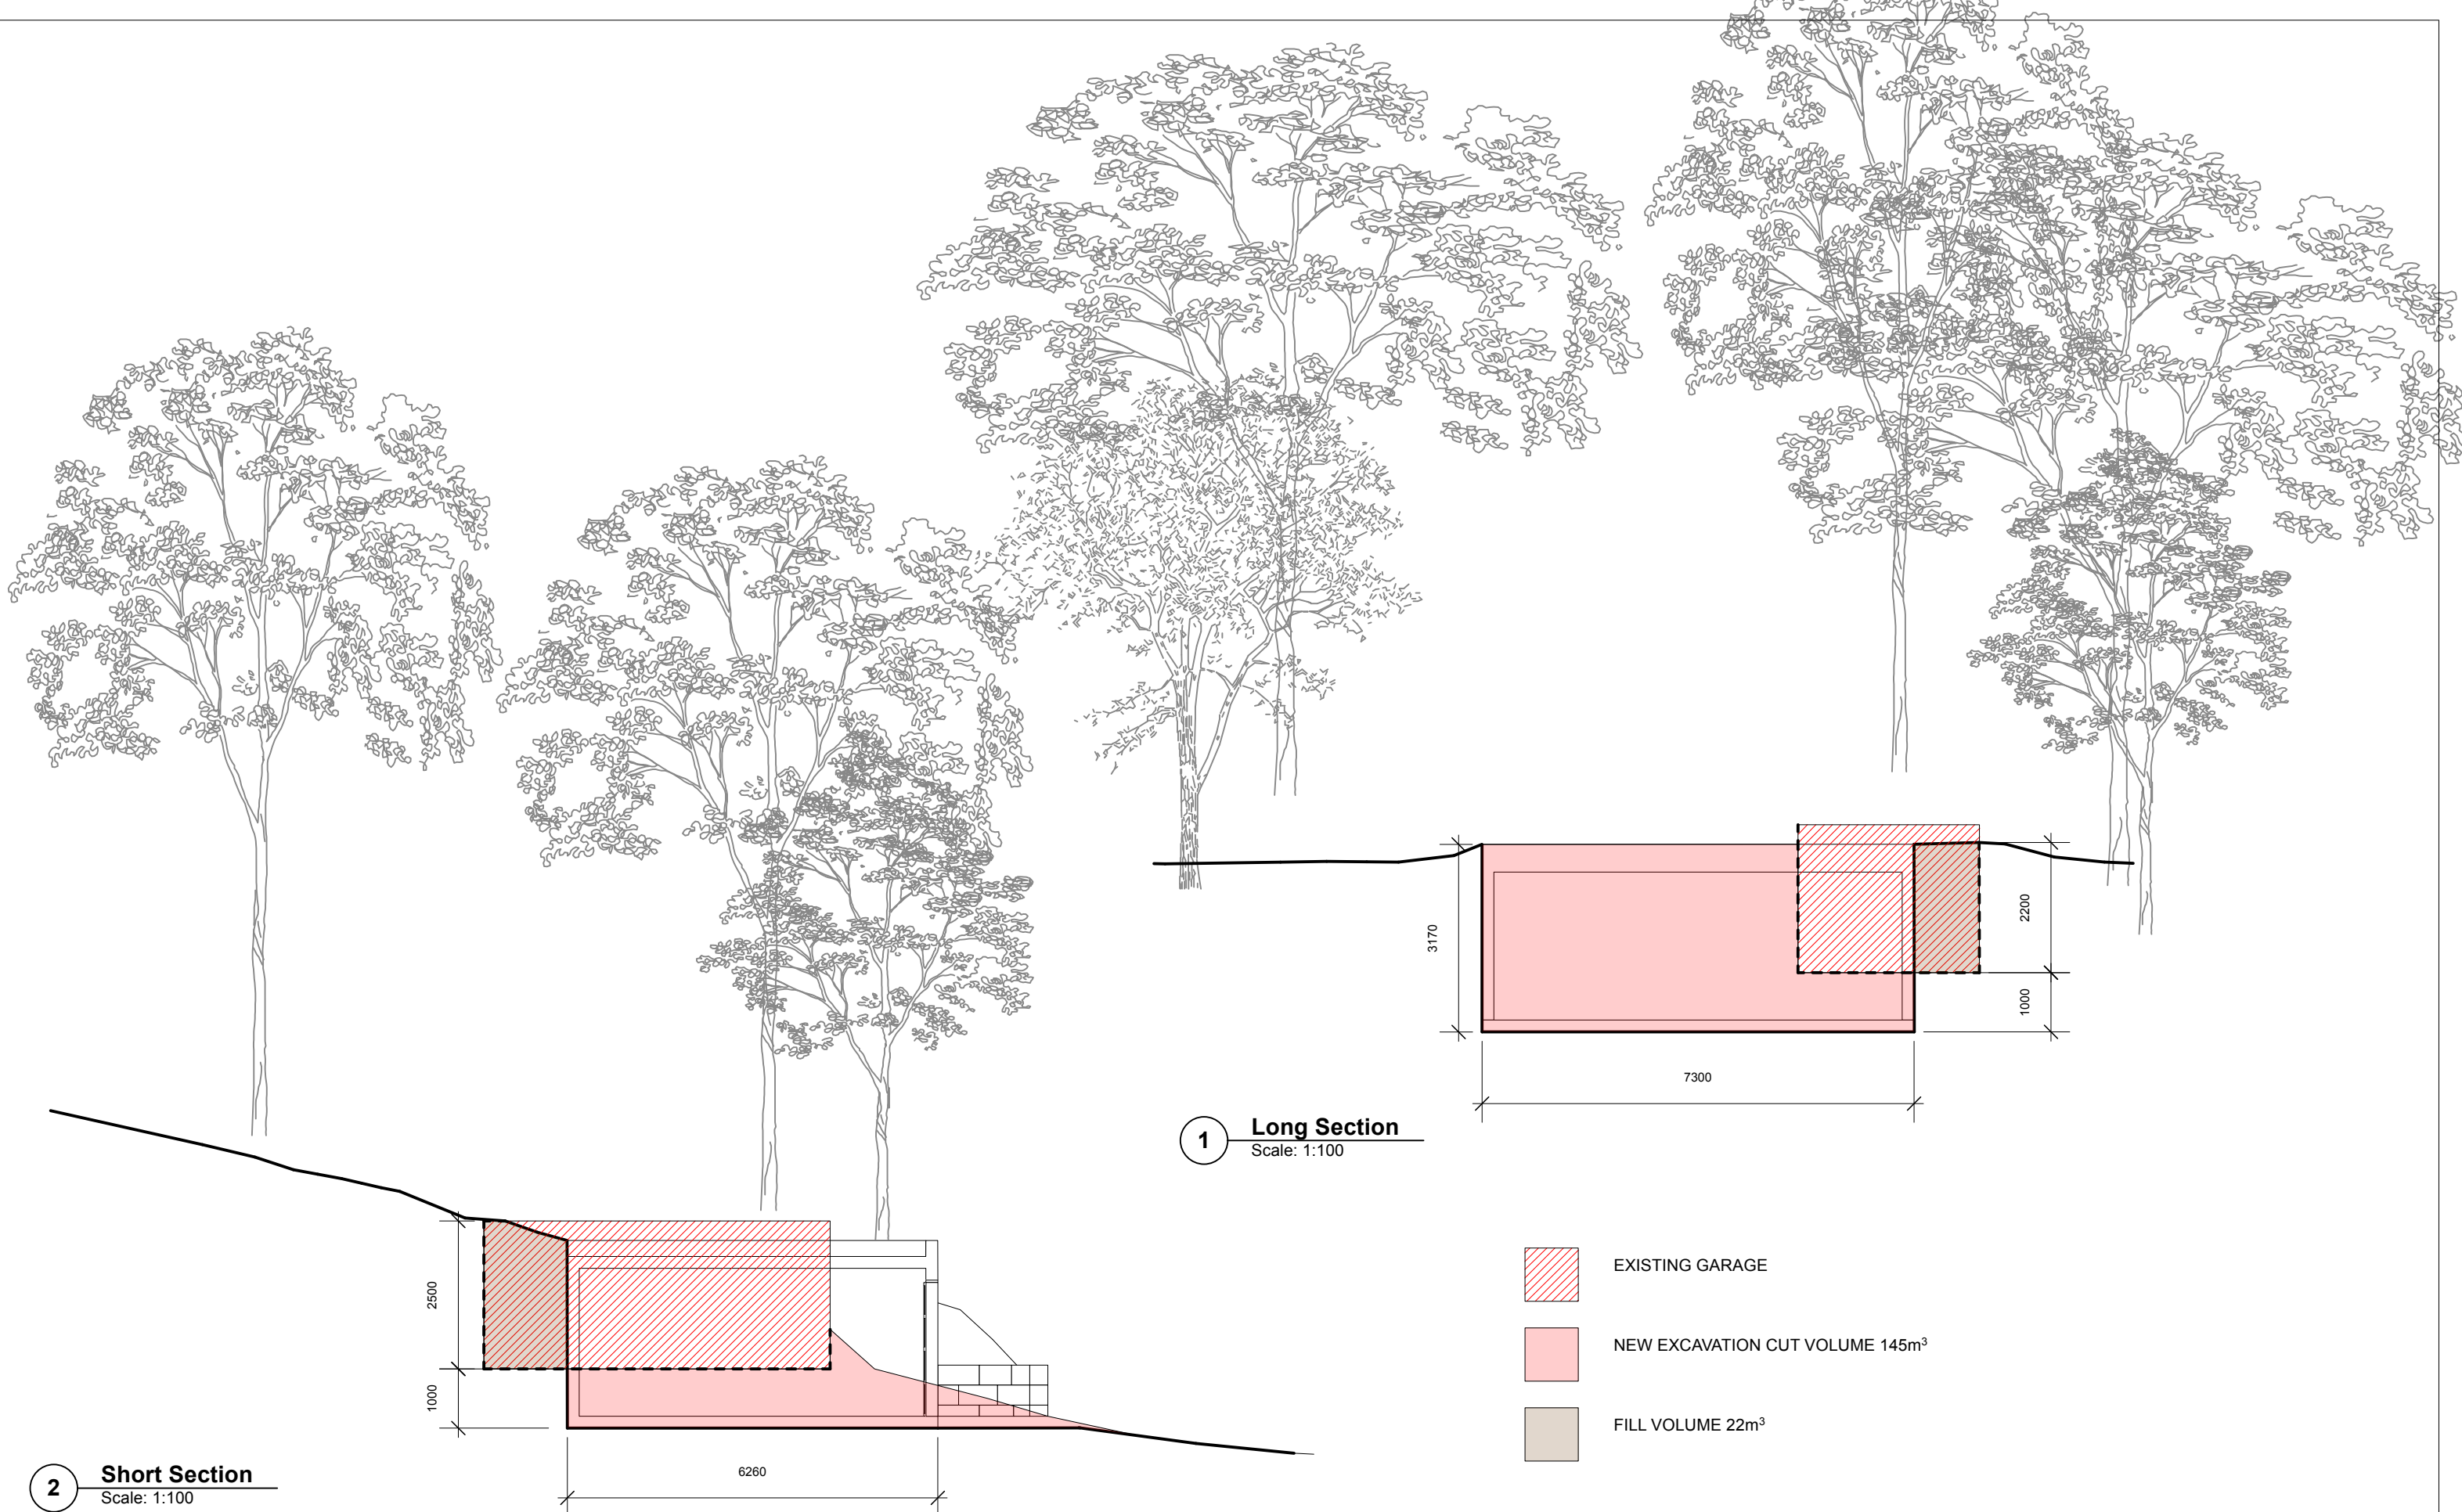 3170
2200
1000
7300
1 Long Section
Scale: 1:100
2500
1000
6260
2 Short Section
Scale: 1:100
EXISTING GARAGE
NEW EXCAVATION CUT VOLUME 145m³
FILL VOLUME 22m³